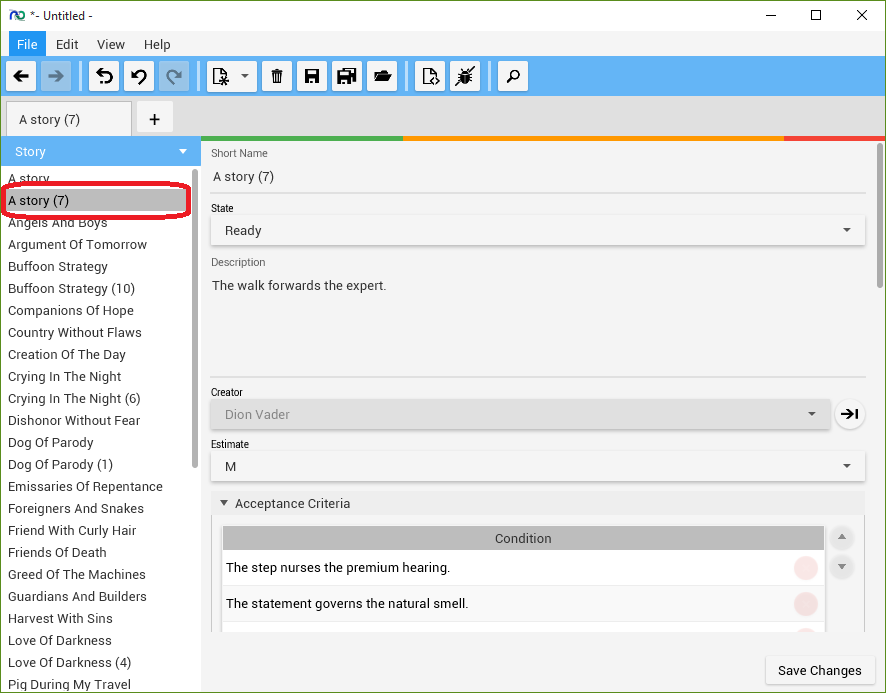 *- Untitled -
File Edit View Help
A story (7)
+
Story
A story
A story (7)
Angels And Boys
Argument Of Tomorrow
Buffoon Strategy
Buffoon Strategy (10)
Companions Of Hope
Country Without Flaws
Creation Of The Day
Crying In The Night
Crying In The Night (6)
Dishonor Without Fear
Dog Of Parody
Dog Of Parody (1)
Emissaries Of Repentance
Foreigners And Snakes
Friend With Curly Hair
Friends Of Death
Greed Of The Machines
Guardians And Builders
Harvest With Sins
Love Of Darkness
Love Of Darkness (4)
Pig During My Travel
Short Name
A story (7)
State
Ready
Description
The walk forwards the expert.
Creator
Dion Vader
Estimate
M
Acceptance Criteria
Condition
The step nurses the premium hearing.
The statement governs the natural smell.
Save Changes